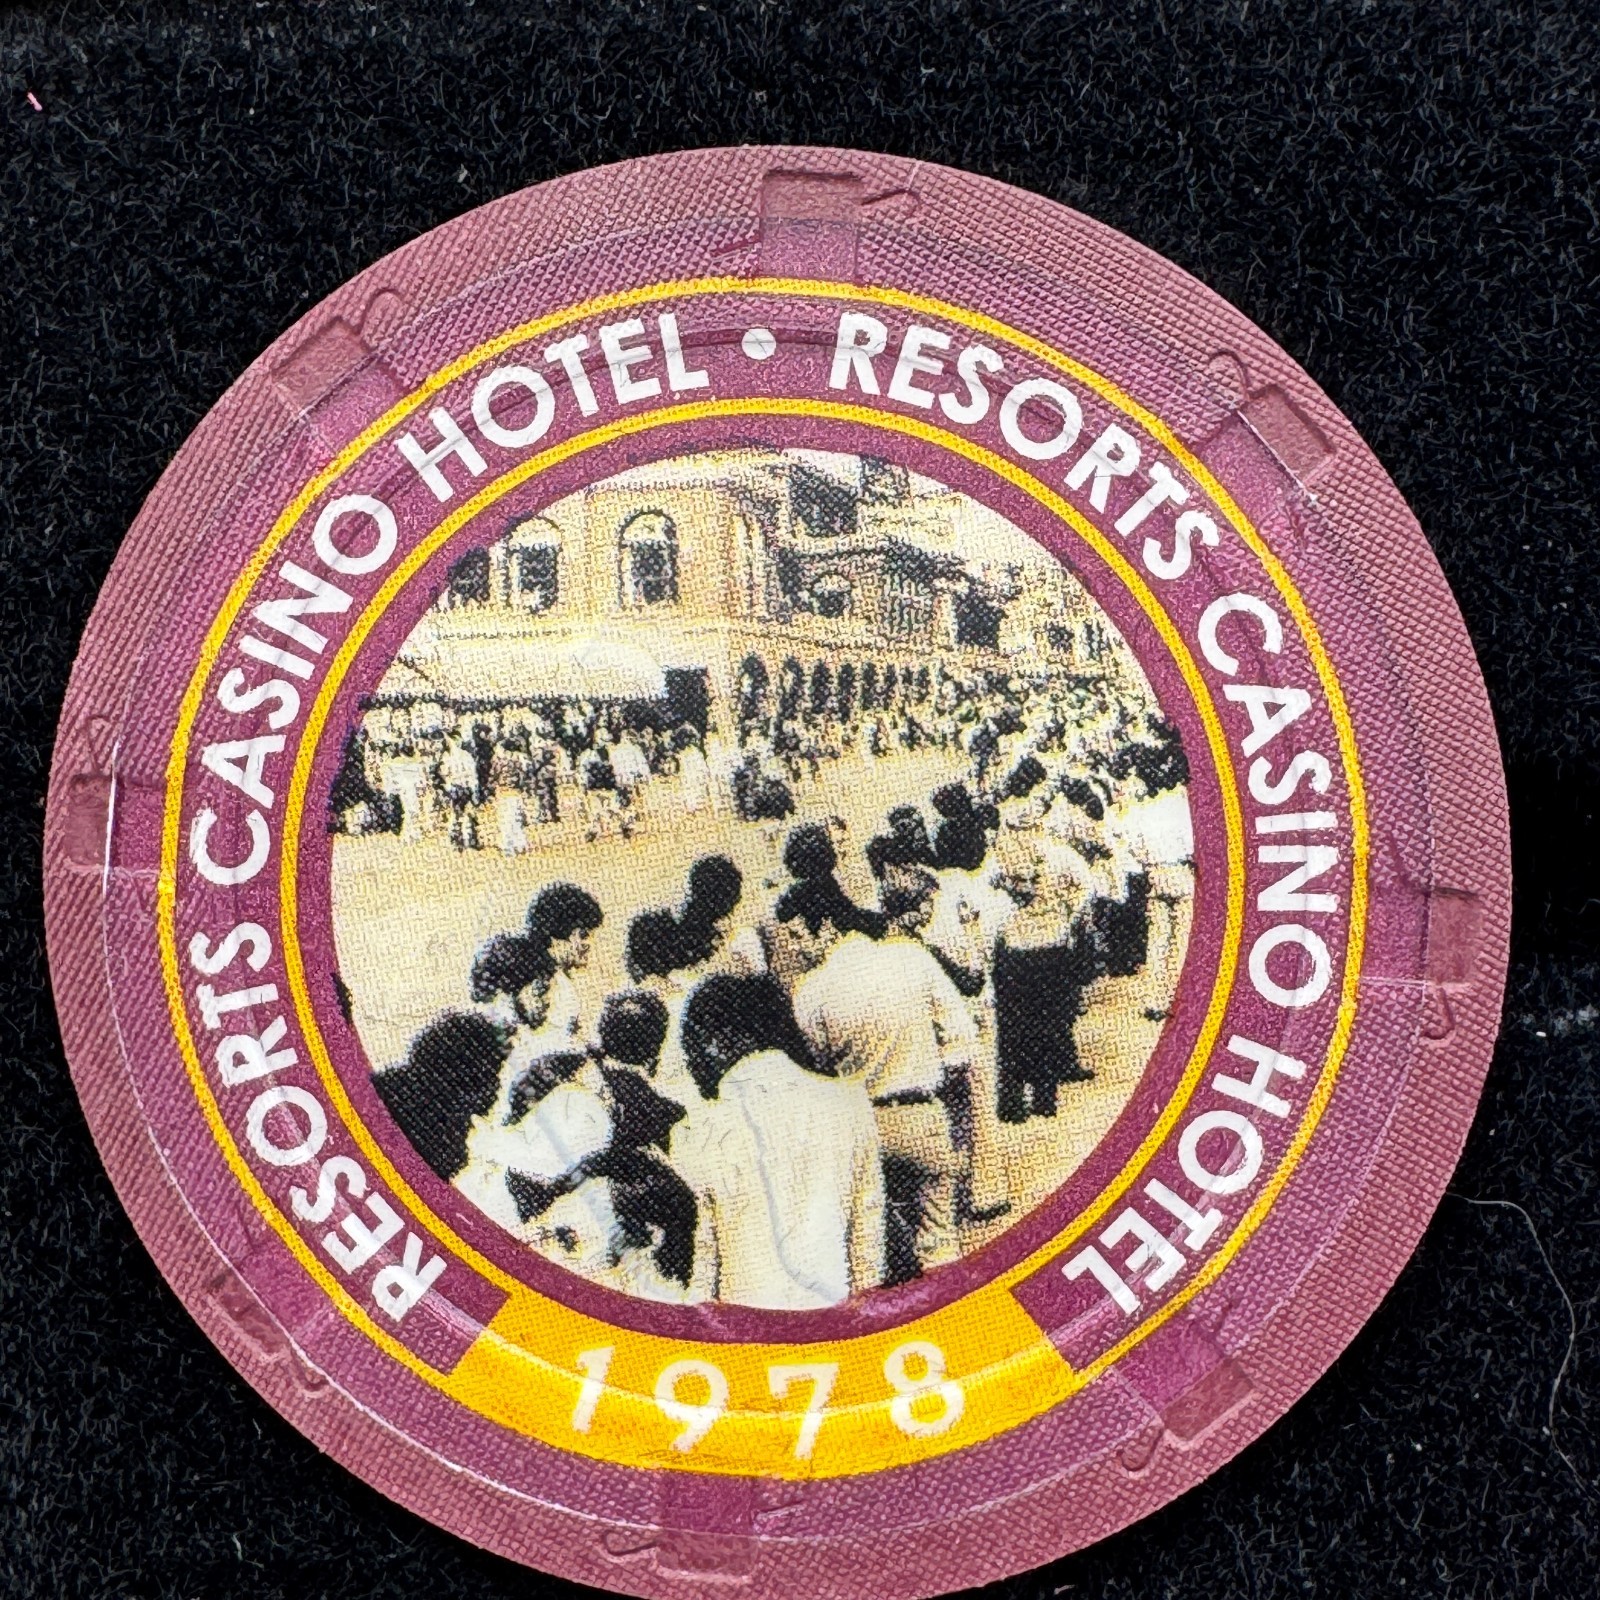 RESORTS CASINO HOTEL • RESORTS CASINO HOTEL
1978